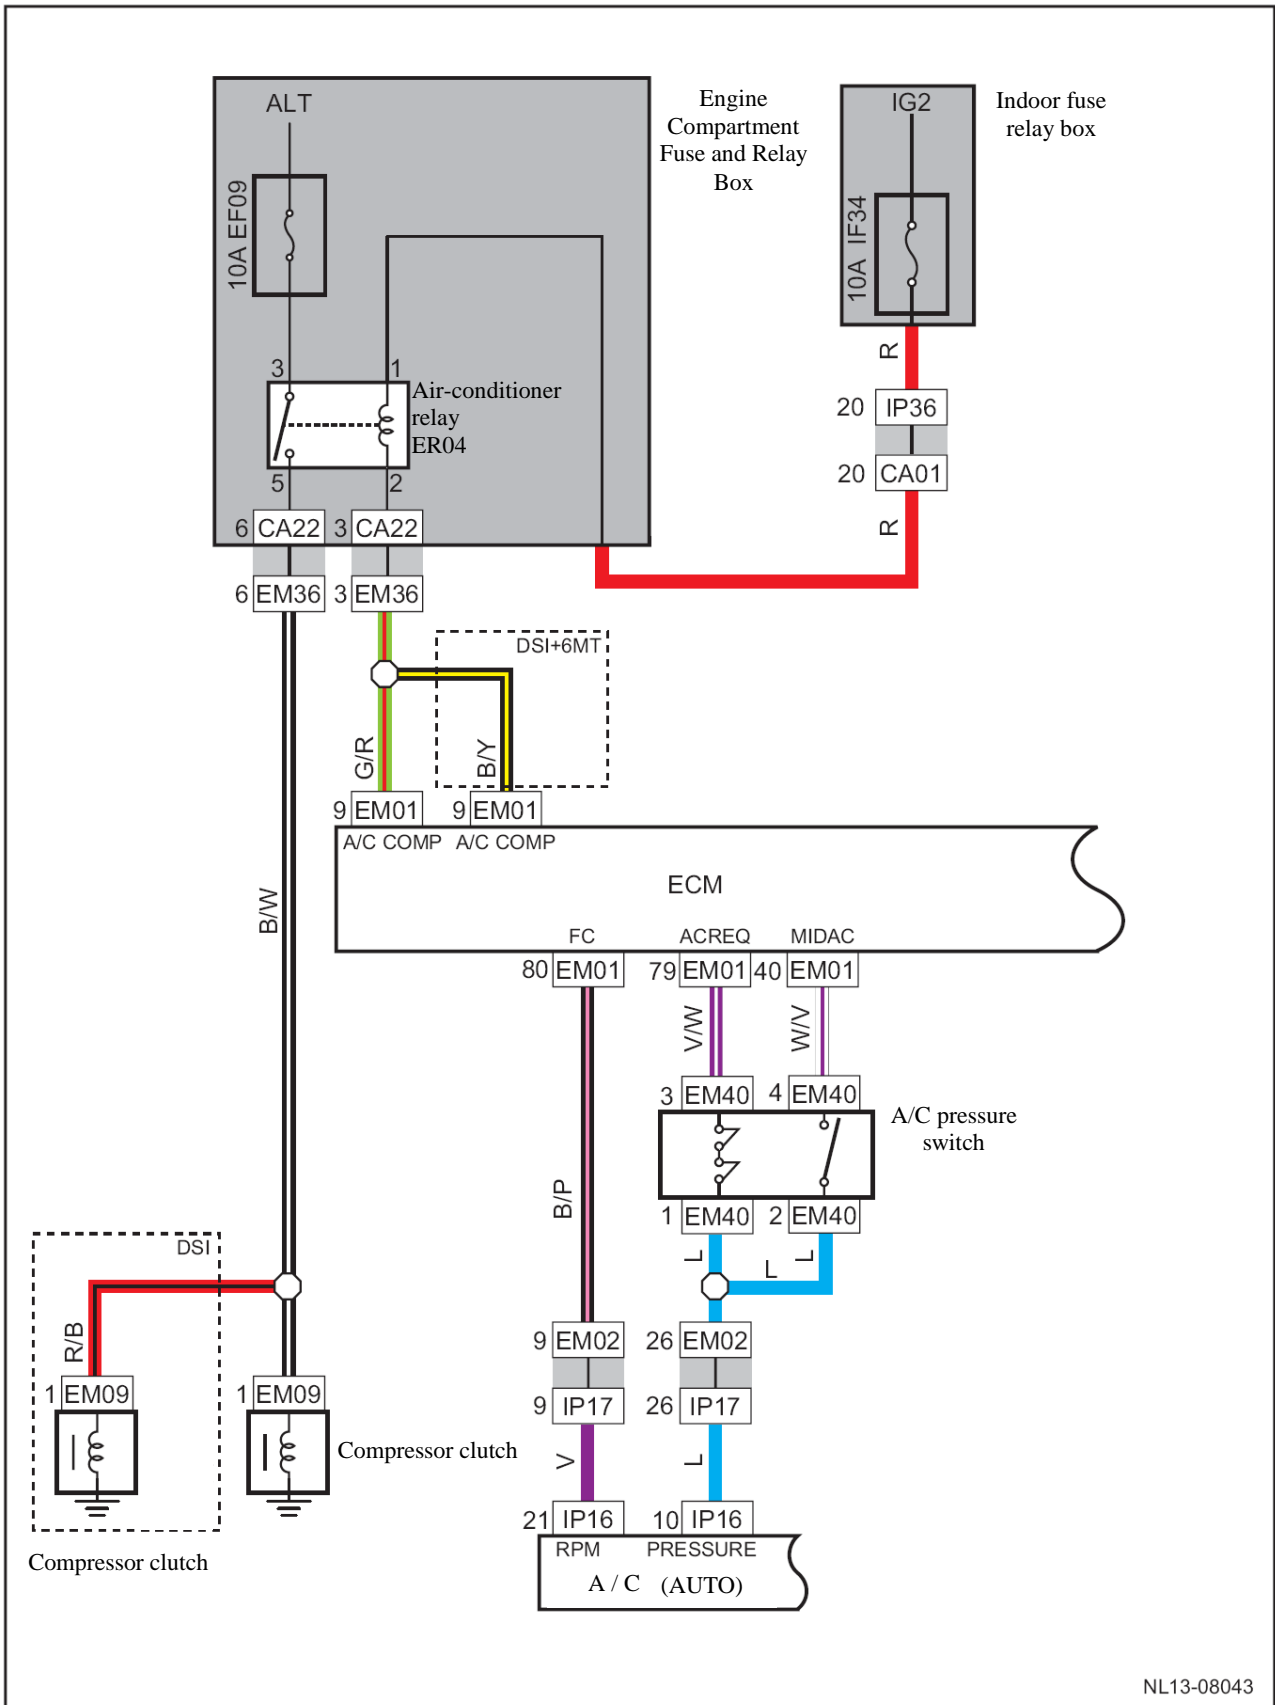 ALT
Engine
Compartment
Fuse and Relay
Box
IG2
Indoor fuse
relay box
10A EF09
10A IF34
R
3
1
Air-conditioner
relay
ER04
20 IP36
20 CA01
5
2
R
6 CA22
3 CA22
6 EM36
3 EM36
DSI+6MT
G/R
B/Y
9 EM01
9 EM01
A/C COMP
A/C COMP
ECM
B/W
FC
ACREQ
MIDAC
80 EM01
79 EM01
40 EM01
V/W
W/V
3 EM40
4 EM40
A/C pressure
switch
B/P
1 EM40
2 EM40
DSI
L
L
L
R/B
9 EM02
26 EM02
1 EM09
1 EM09
9 IP17
26 IP17
Compressor clutch
V
L
21 IP16
10 IP16
RPM
PRESSURE
Compressor clutch
A / C (AUTO)
NL13-08043